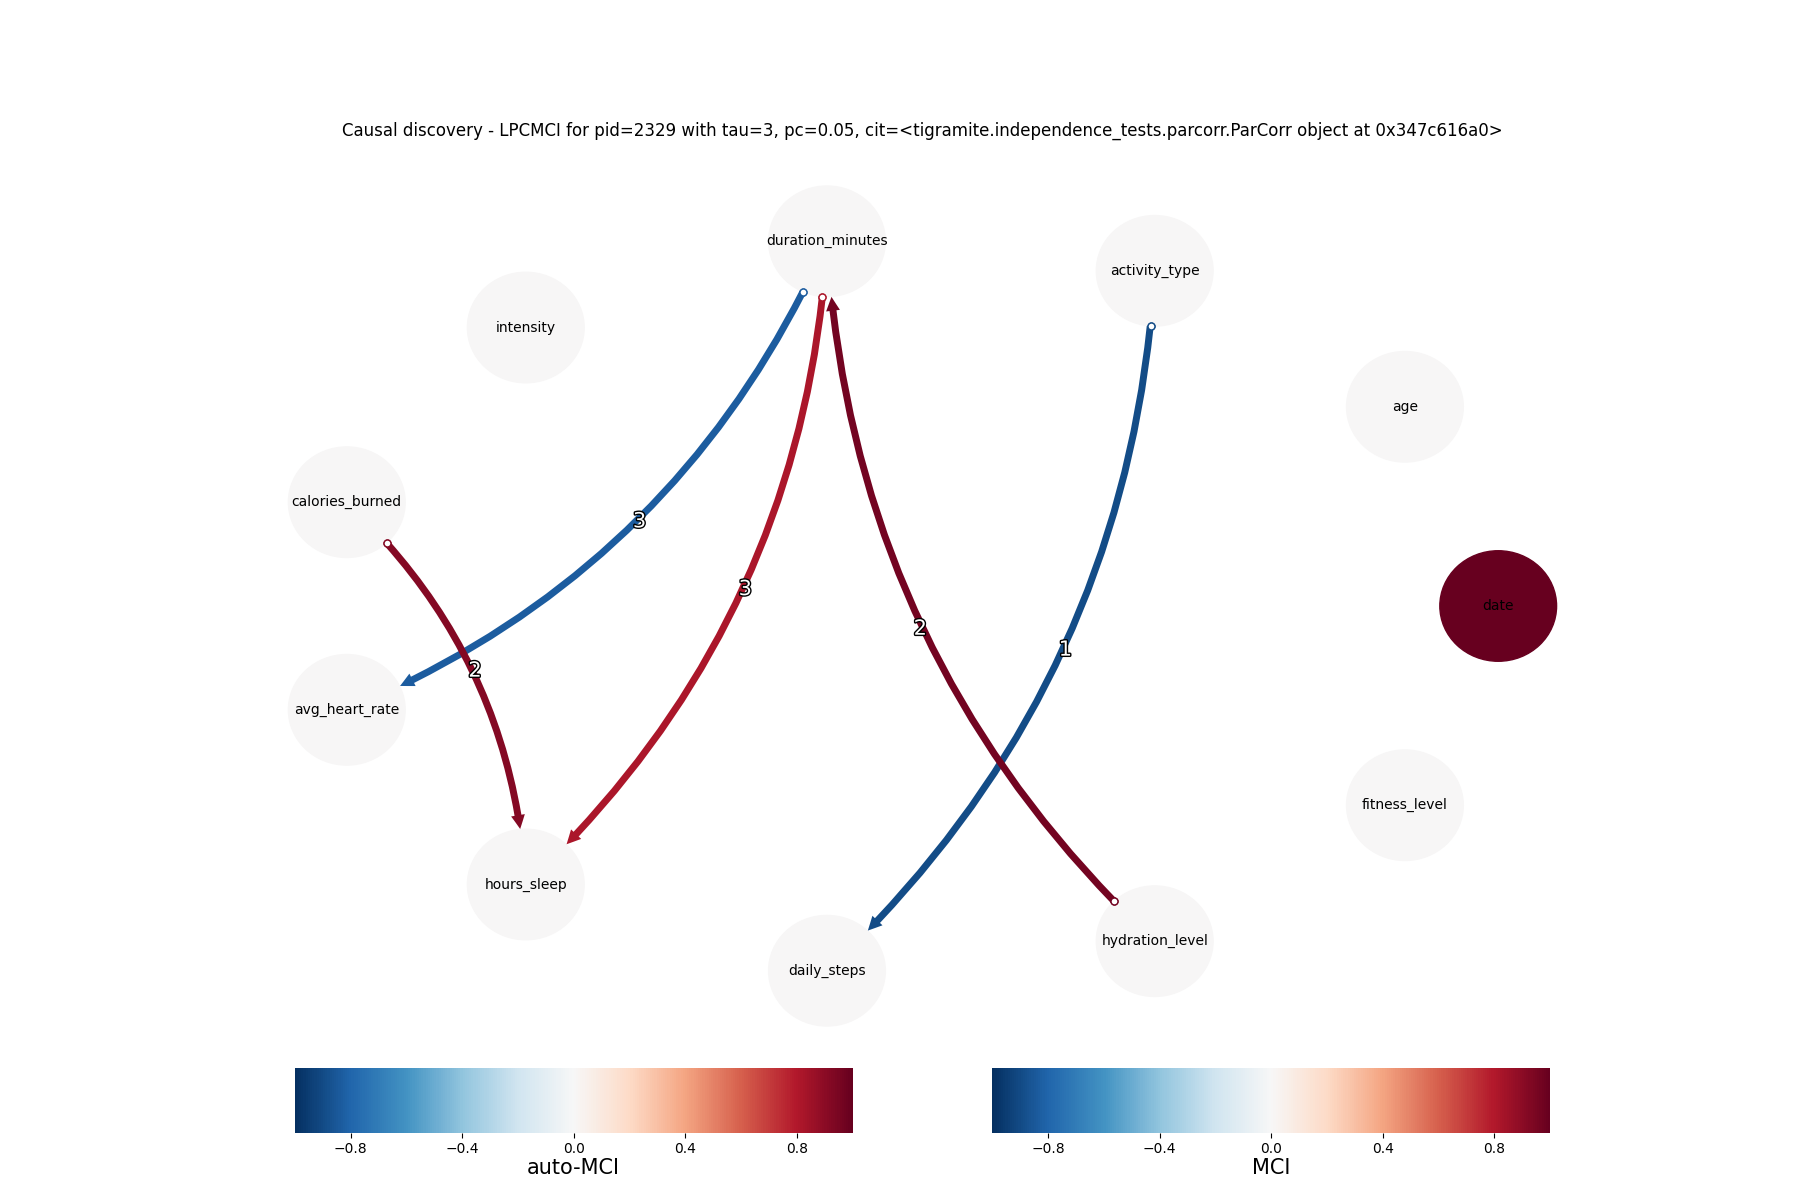 Causal discovery - LPCMCI for pid=2329 with tau=3, pc=0.05, cit=<tigramite.independence_tests.parcorr.ParCorr object at 0x347c616a0>
duration_minutes
activity_type
intensity
age
calories_burned
3
3
date
2
1
2
avg_heart_rate
fitness_level
hours_sleep
hydration_level
daily_steps
−0.8 −0.4 0.0 0.4 0.8
auto-MCI
−0.8 −0.4 0.0 0.4 0.8
MCI